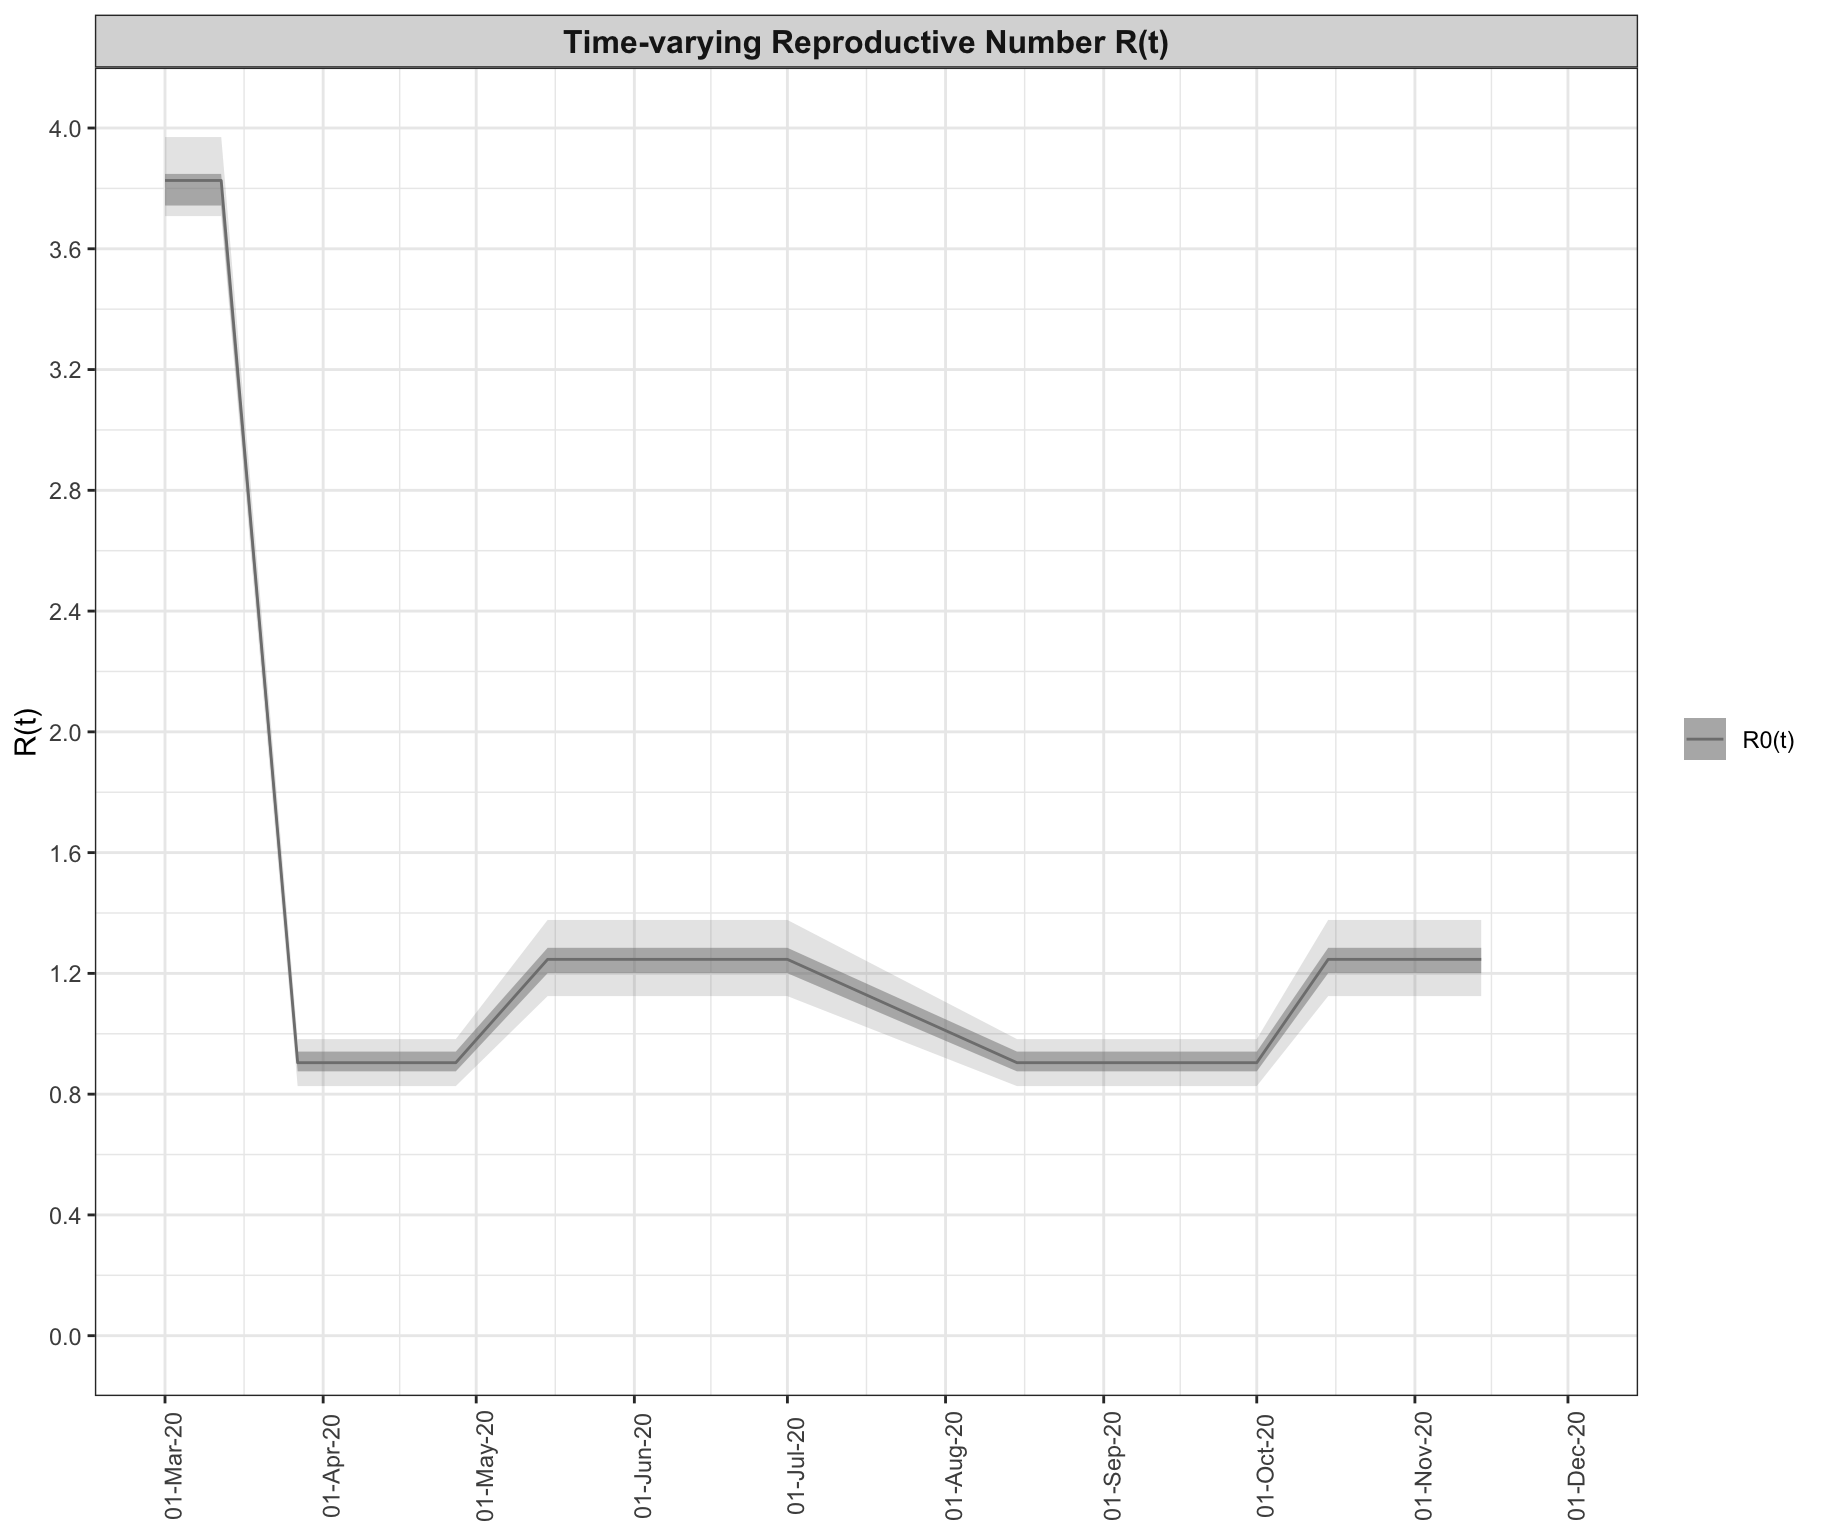 Time-varying Reproductive Number R(t)
4.0
3.6
3.2
2.8
2.4
2.0
1.6
1.2
0.8
0.4
0.0
R(t)
R0(t)
01-Mar-20
01-Apr-20
01-May-20
01-Jun-20
01-Jul-20
01-Aug-20
01-Sep-20
01-Oct-20
01-Nov-20
01-Dec-20